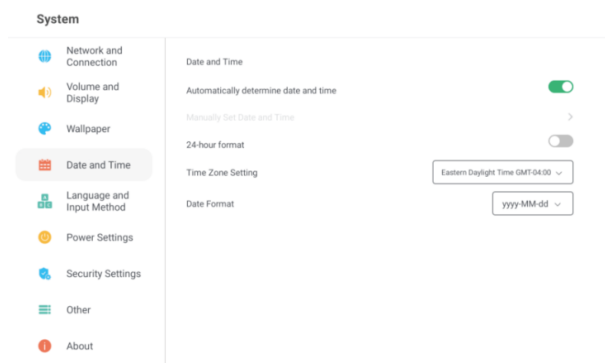 System
Network and
Connection
Volume and
Display
Wallpaper
Date and Time
Language and
Input Method
Power Settings
Security Settings
Other
About
Date and Time
Automatically determine date and time
Manually Set Date and Time
24-hour format
Time Zone Setting
Eastern Daylight Time GMT-04:00
Date Format
yyyy-MM-dd